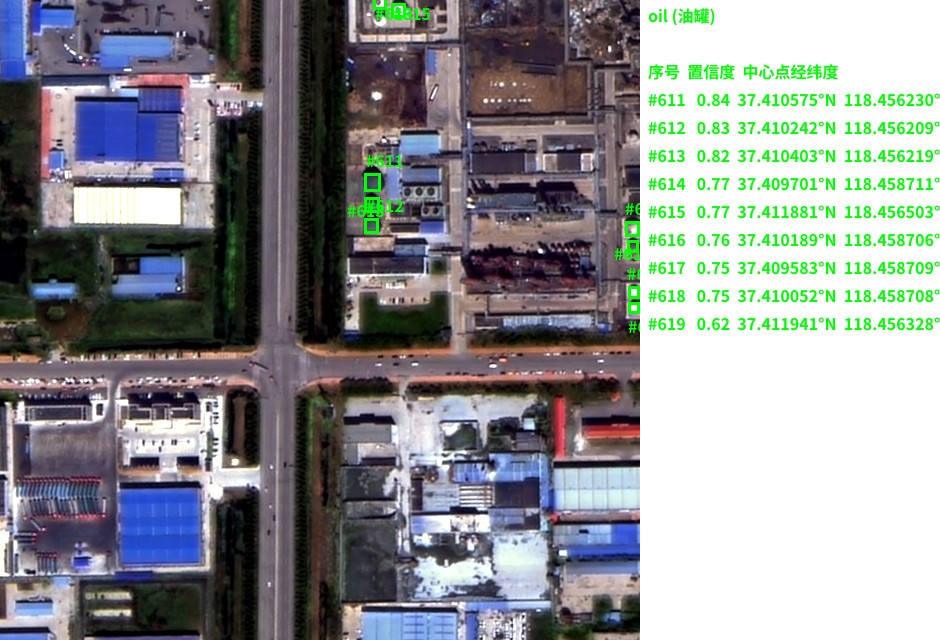 oil (油罐)
序号 置信度 中心点经纬度
#611 0.84 37.410575°N 118.456230°
#612 0.83 37.410242°N 118.456209°
#613 0.82 37.410403°N 118.456219°
#614 0.77 37.409701°N 118.458711°
#615 0.77 37.411881°N 118.456503°
#616 0.76 37.410189°N 118.458706°
#617 0.75 37.409583°N 118.458709°
#618 0.75 37.410052°N 118.458708°
#619 0.62 37.411941°N 118.456328°
#611
#612